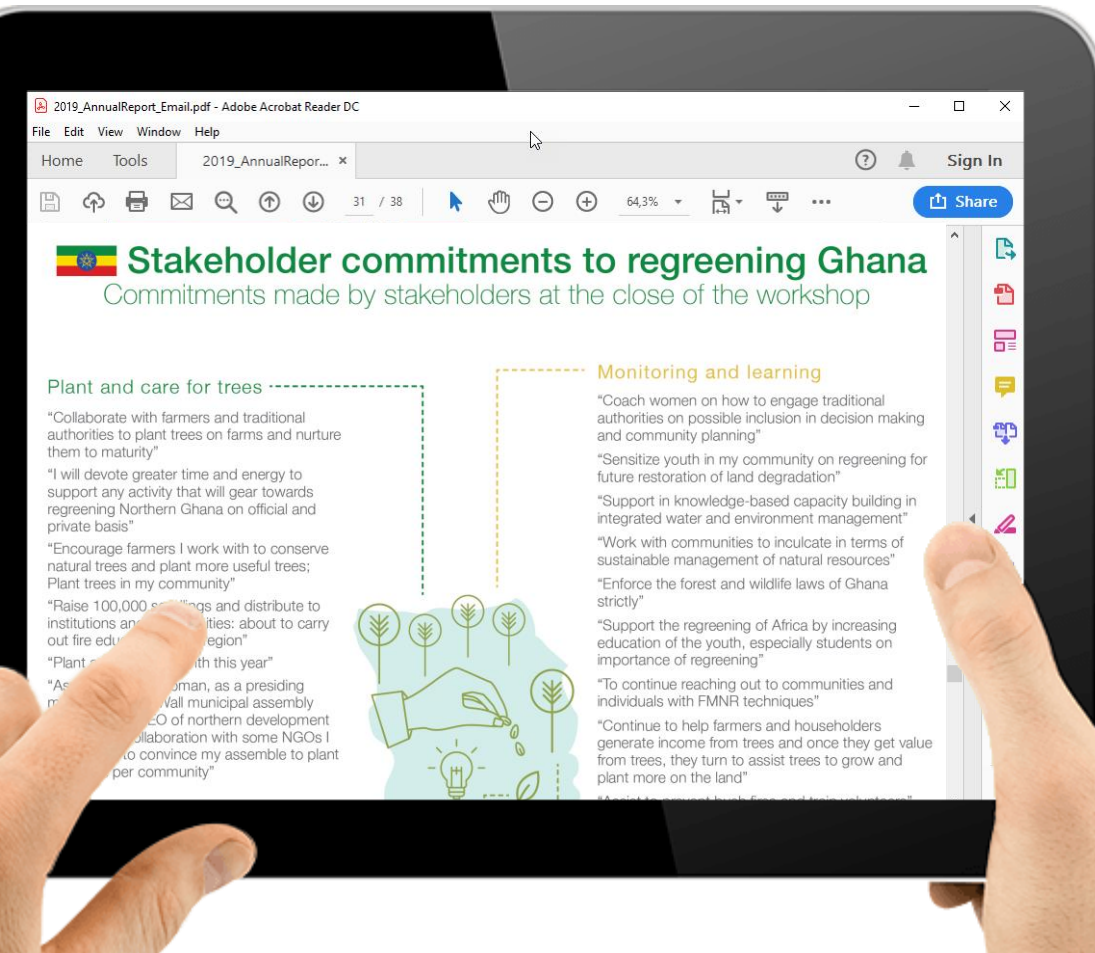 2019_AnnualReport_Email.pdf - Adobe Acrobat Reader DC
File Edit View Window Help
Home Tools 2019_AnnualRepor... ×
? Sign In
31 / 38 64,3% Share
Stakeholder commitments to regreening Ghana
Commitments made by stakeholders at the close of the workshop
Plant and care for trees
“Collaborate with farmers and traditional
authorities to plant trees on farms and nurture
them to maturity”
“I will devote greater time and energy to
support any activity that will gear towards
regreening Northern Ghana on official and
private basis”
“Encourage farmers I work with to conserve
natural trees and plant more useful trees;
Plant trees in my community”
“Raise 100,000 and distribute to
institutions
out fire
“Plant this year”
as a presiding
municipal assembly
of northern development
with some NGOs I
to convince my assemble to plant
per community”
Monitoring and learning
“Coach women on how to engage traditional
authorities on possible inclusion in decision making
and community planning”
“Sensitize youth in my community on regreening for
future restoration of land degradation”
“Support in knowledge-based capacity building in
integrated water and environment management”
“Work with communities to inculcate in terms of
sustainable management of natural resources”
“Enforce the forest and wildlife laws of Ghana
strictly”
“Support the regreening of Africa by increasing
education of the youth, especially students on
importance of regreening”
“To continue reaching out to communities and
individuals with FMNR techniques”
“Continue to help farmers and households
generate income from trees and once they get value
from trees, they turn to assist trees to grow and
plant more on the land”